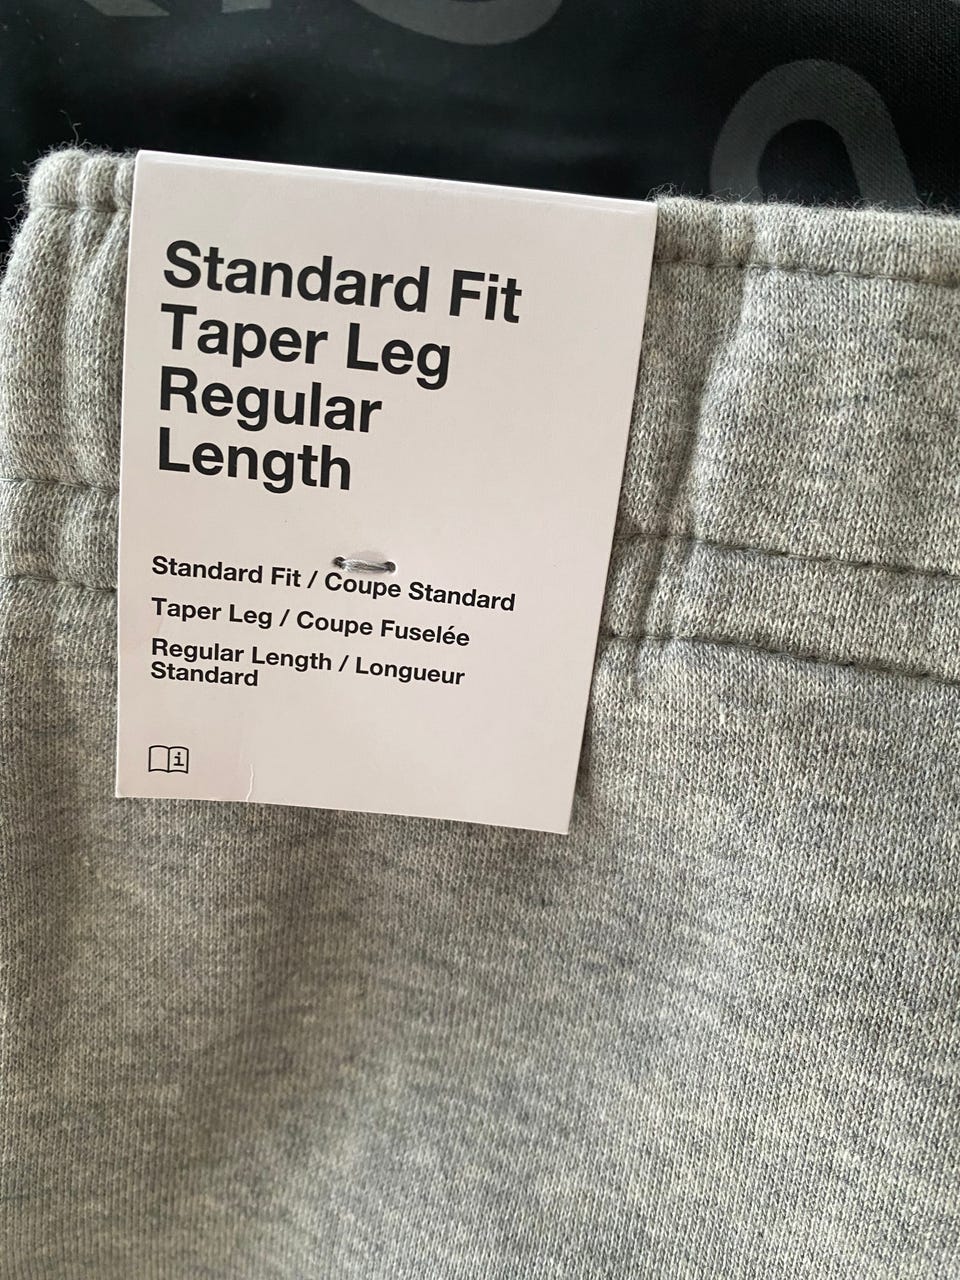 Standard Fit
Taper Leg
Regular
Length
Standard Fit / Coupe Standard
Taper Leg / Coupe Fuselée
Regular Length / Longueur
Standard
i